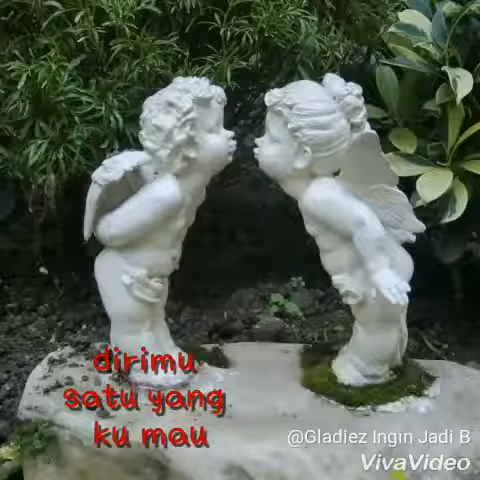 dirimu
satu yang
ku mau
@Gladiez Ingin Jadi B
VivaVideo